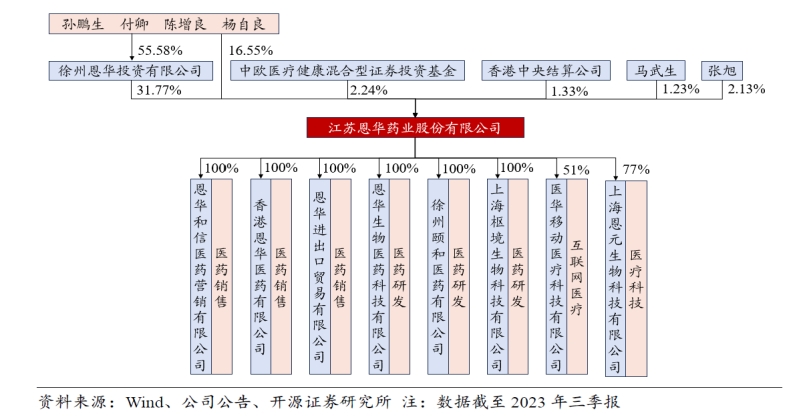 孙鹏生 付卿 陈增良 杨自良
55.58%
16.55%
徐州恩华投资有限公司
中欧医疗健康混合型证券投资基金
香港中央结算公司
马武生
张旭
31.77%
2.24%
1.33%
1.23%
2.13%
江苏恩华药业股份有限公司
100%
100%
100%
100%
100%
100%
51%
77%
恩华和信医药营销有限公司
医药销售
香港恩华医药有限公司
医药销售
恩华进出口贸易有限公司
医药销售
恩华生物医药科技有限公司
医药研发
徐州颐和医药有限公司
医药研发
上海枢境生物科技有限公司
医药研发
医华移动医疗科技有限公司
互联网医疗
上海恩元生物科技有限公司
医疗科技
资料来源：Wind、公司公告、开源证券研究所 注：数据截至 2023 年三季报